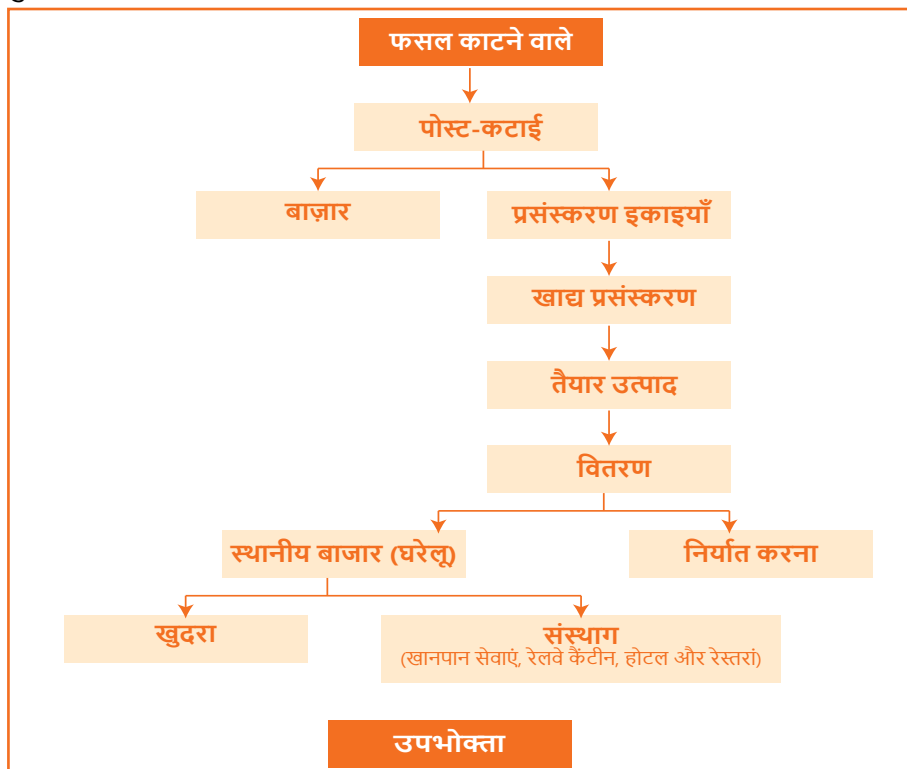 फसल काटने वाले
पोस्ट-कटाई
बाज़ार
प्रसंस्करण इकाइयाँ
खाद्य प्रसंस्करण
तैयार उत्पाद
वितरण
स्थानीय बाजार (घरेलू)
निर्यात करना
खुदरा
संस्थाग
(खानपान सेवाएं, रेलवे कैंटीन, होटल और रेस्तरां)
उपभोक्ता